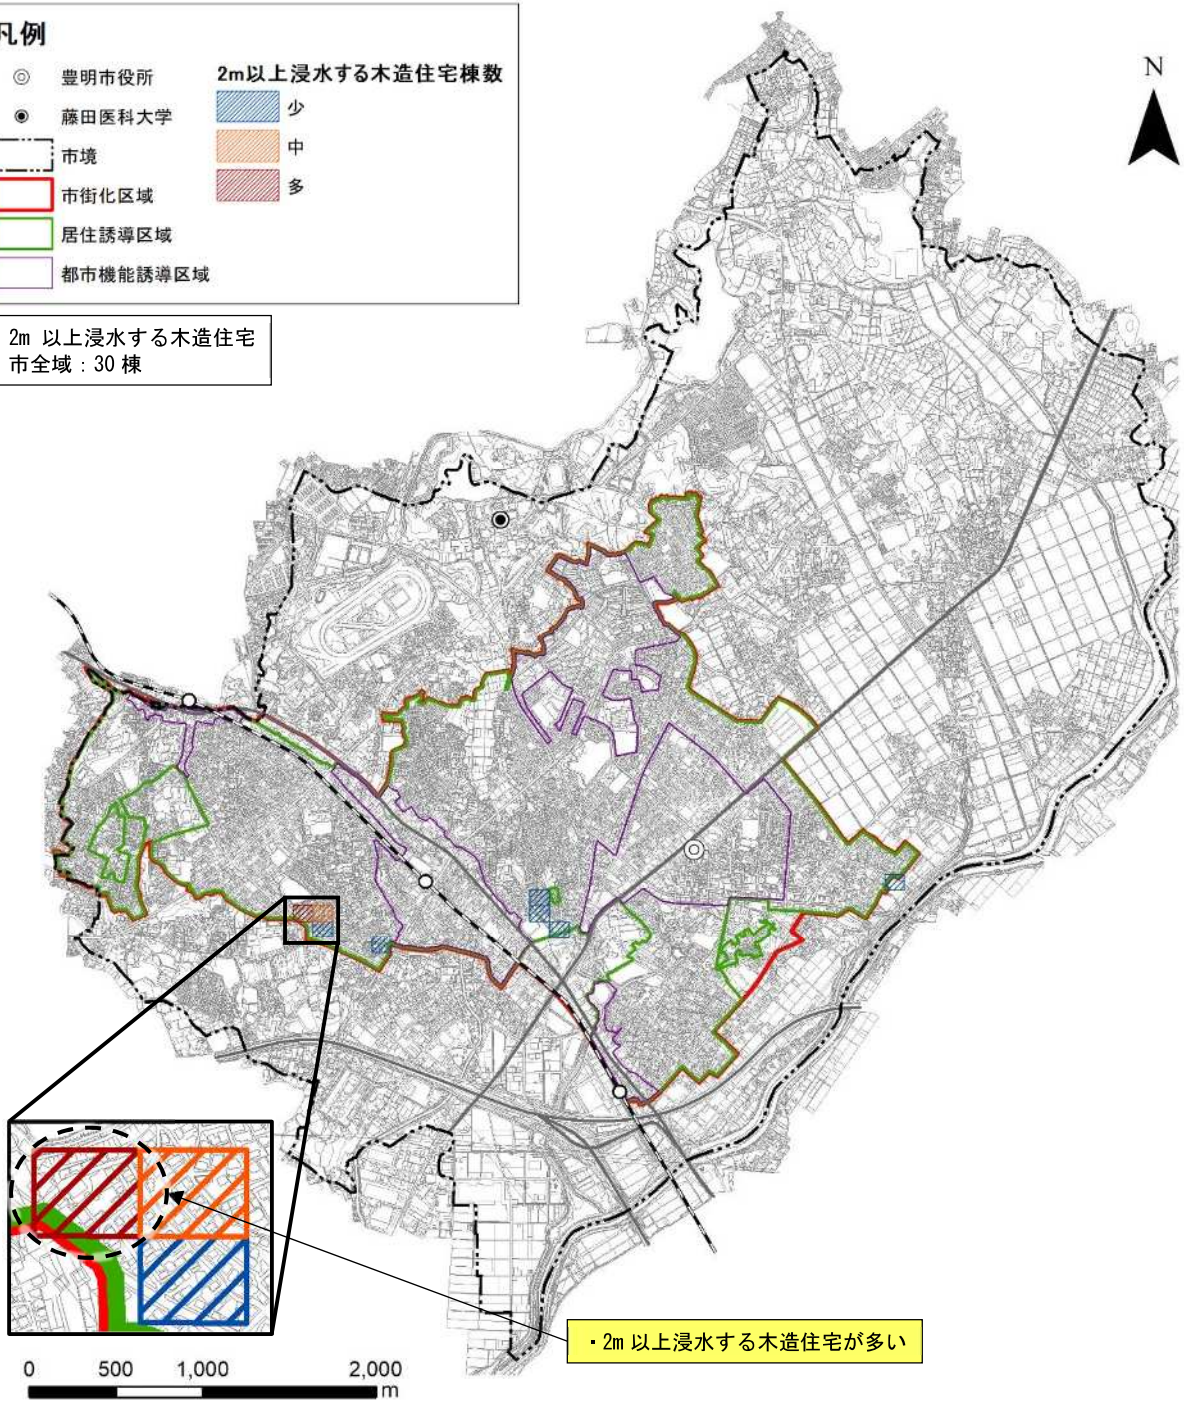 凡例
豊明市役所
藤田医科大学
市境
市街化区域
居住誘導区域
都市機能誘導区域
2m以上浸水する木造住宅棟数
少
中
多
2m 以上浸水する木造住宅
市全域：30 棟
N
・2m 以上浸水する木造住宅が多い
0 500 1,000 2,000
m